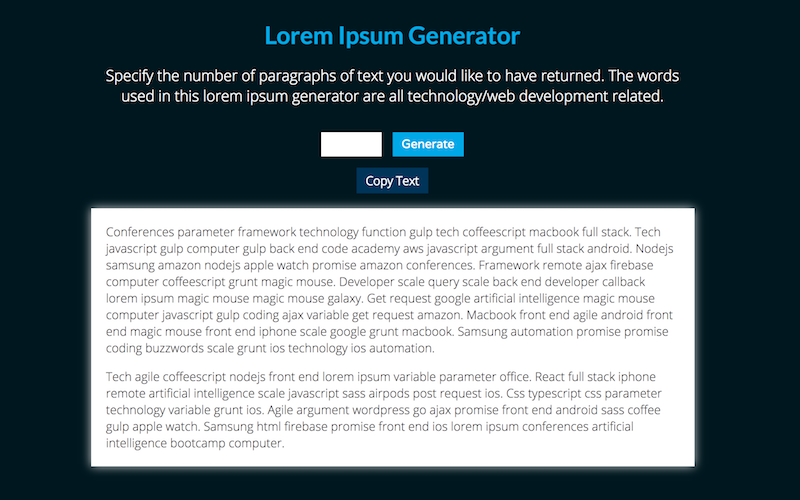 Lorem Ipsum Generator
Specify the number of paragraphs of text you would like to have returned. The words
used in this lorem ipsum generator are all technology/web development related.
Generate
Copy Text
Conferences parameter framework technology function gulp tech coffeescript macbook full stack. Tech
javascript gulp computer gulp back end code academy aws javascript argument full stack android. Nodejs
samsung amazon nodejs apple watch promise amazon conferences. Framework remote ajax firebase
computer coffeescript grunt magic mouse. Developer scale query scale back end developer callback
lorem ipsum magic mouse magic mouse galaxy. Get request google artificial intelligence magic mouse
computer javascript gulp coding ajax variable get request amazon. Macbook front end agile android front
end magic mouse front end iphone scale google grunt macbook. Samsung automation promise promise
coding buzzwords scale grunt ios technology ios automation.
Tech agile coffeescript nodejs front end lorem ipsum variable parameter office. React full stack iphone
remote artificial intelligence scale javascript sass airpods post request ios. Css typescript css parameter
technology variable grunt ios. Agile argument wordpress go ajax promise front end android sass coffee
gulp apple watch. Samsung html firebase promise front end ios lorem ipsum conferences artificial
intelligence bootcamp computer.